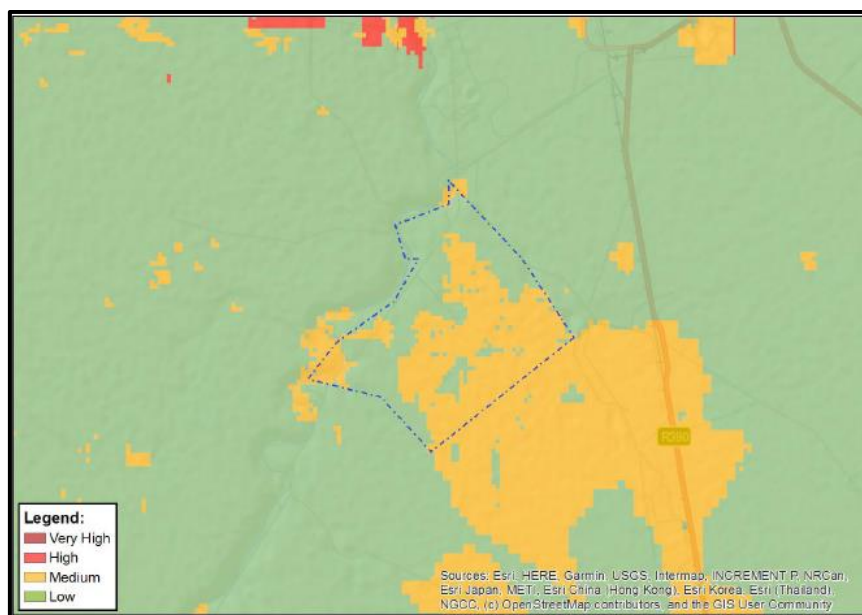 R390
Legend:
Very High
High
Medium
Low
Sources: Esri, HERE, Garmin, USGS, Intermap, INCREMENT P, NRCan,
Esri Japan, METI, Esri China (Hong Kong), Esri Korea, Esri (Thailand),
NGCC, (c) OpenStreetMap contributors, and the GIS User Community